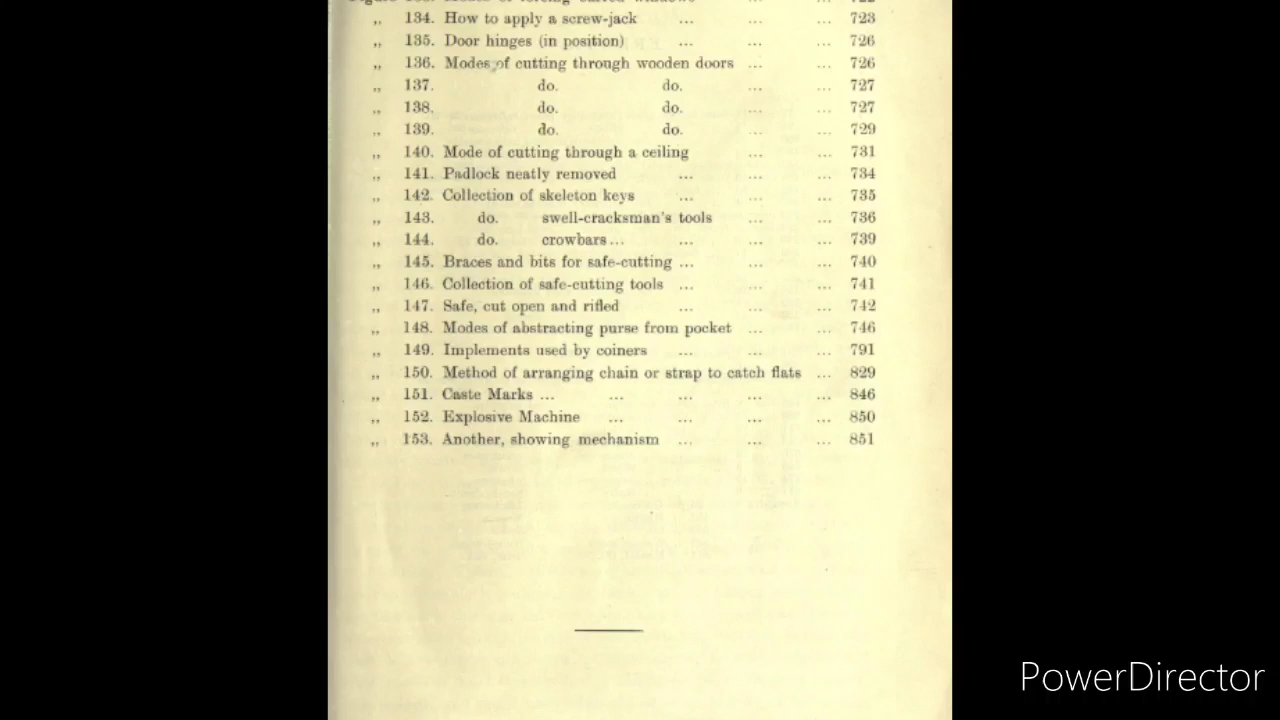 „ 134. How to apply a screw-jack ... ... ... 723
„ 135. Door hinges (in position) ... ... ... 726
„ 136. Modes of cutting through wooden doors ... ... 726
„ 137. do. do. ... ... 727
„ 138. do. do. ... ... 727
„ 139. do. do. ... ... 729
„ 140. Mode of cutting through a ceiling ... ... 731
„ 141. Padlock neatly removed ... ... ... 734
„ 142. Collection of skeleton keys ... ... ... 735
„ 143. do. swell-cracksman's tools ... ... 736
„ 144. do. crowbars... ... ... ... 739
„ 145. Braces and bits for safe-cutting ... ... ... 740
„ 146. Collection of safe-cutting tools ... ... ... 741
„ 147. Safe, cut open and rifled ... ... ... 742
„ 148. Modes of abstracting purse from pocket ... ... 746
„ 149. Implements used by coiners ... ... ... 791
„ 150. Method of arranging chain or strap to catch flats ... 829
„ 151. Caste Marks ... ... ... ... ... 846
„ 152. Explosive Machine ... ... ... ... 850
„ 153. Another, showing mechanism ... ... ... 851
PowerDirector